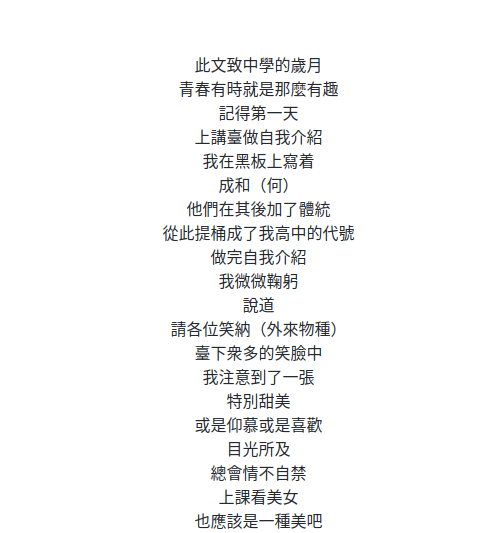 此文致中學的歲月
青春有時就是那麼有趣
記得第一天
上講臺做自我介紹
我在黑板上寫着
成和（何）
他們在其後加了體統
從此提桶成了我高中的代號
做完自我介紹
我微微鞠躬
說道
請各位笑納（外來物種）
臺下衆多的笑臉中
我注意到了一張
特別甜美
或是仰慕或是喜歡
目光所及
總會情不自禁
上課看美女
也應該是一種美吧